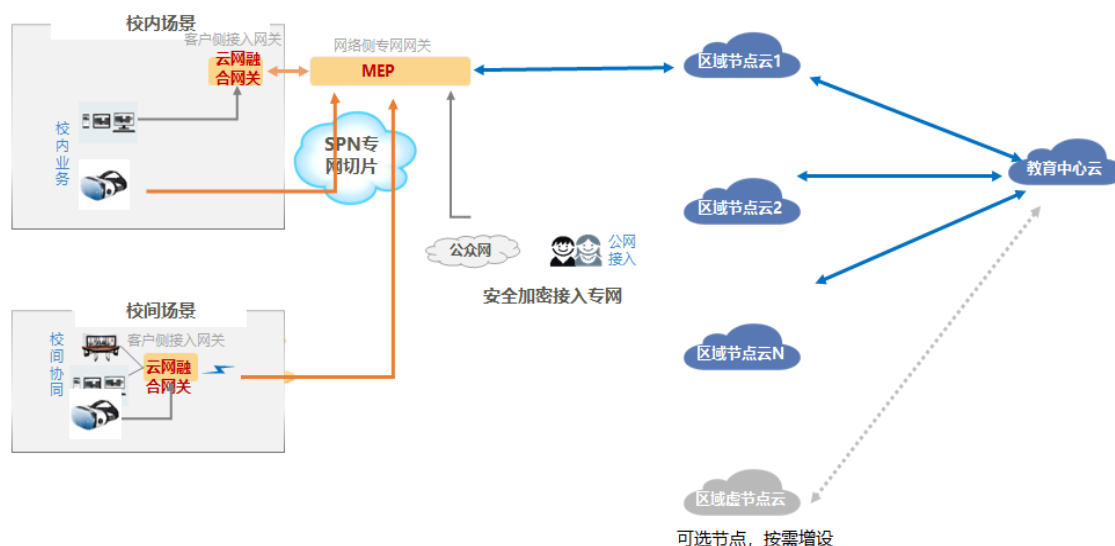 校内场景
客户侧接入网关
云网融
合网关
网络侧专网网关
MEP
校内业务
SPN专
网切片
公众网
公网
接入
安全加密接入专网
校间场景
客户侧接入网关
校间协同
云网融
合网关
区域节点云1
区域节点云2
区域节点云N
教育中心云
区域虚节点云
可选节点，按需增设